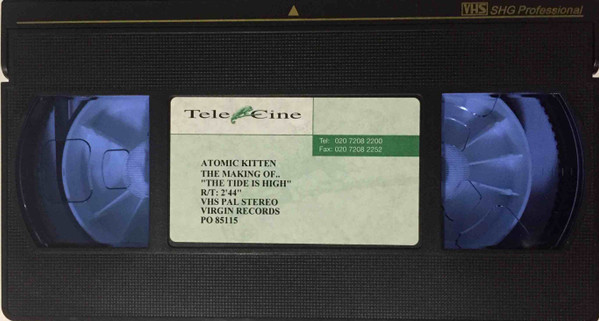 VHS SHG Professional
Tele Cine
Tel: 020 7208 2200
Fax: 020 7208 2252
ATOMIC KITTEN
THE MAKING OF..
"THE TIDE IS HIGH"
R/T: 2'44"
VHS PAL STEREO
VIRGIN RECORDS
PO 85115